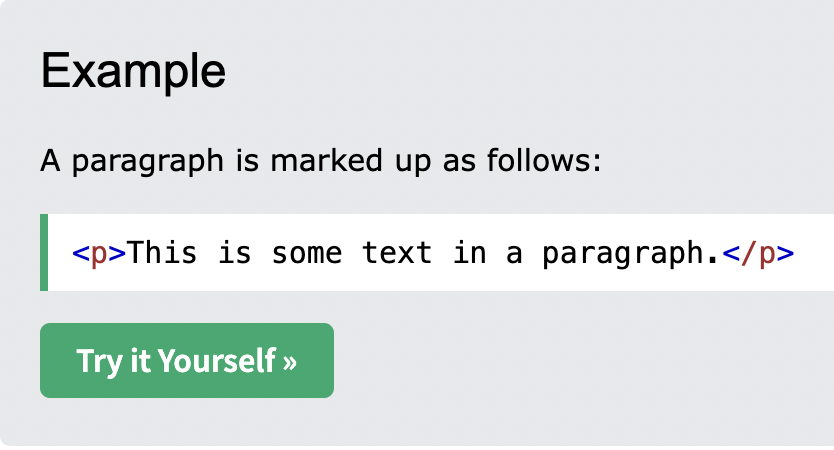 Example
A paragraph is marked up as follows:
<p>This is some text in a paragraph.</p>
Try it Yourself »